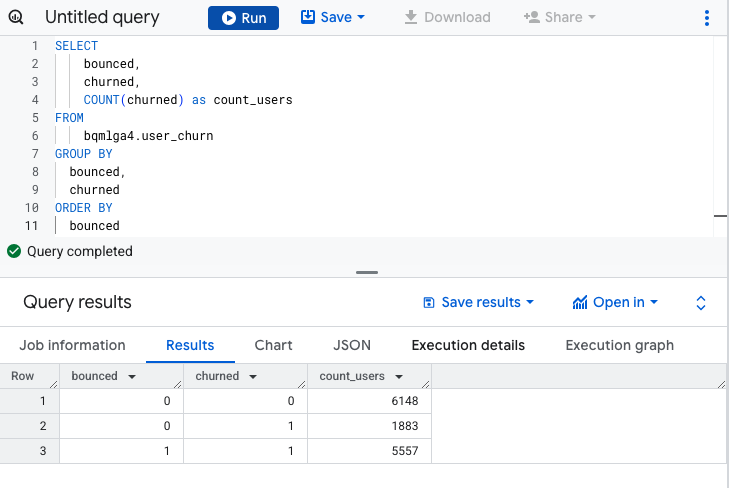 Untitled query Run Save Download Share
1 SELECT
2 bounced,
3 churned,
4 COUNT(churned) as count_users
5 FROM
6 bqmlga4.user_churn
7 GROUP BY
8 bounced,
9 churned
10 ORDER BY
11 bounced
Query completed
Query results Save results Open in
Job information Results Chart JSON Execution details Execution graph
Row bounced churned count_users
1 0 0 6148
2 0 1 1883
3 1 1 5557